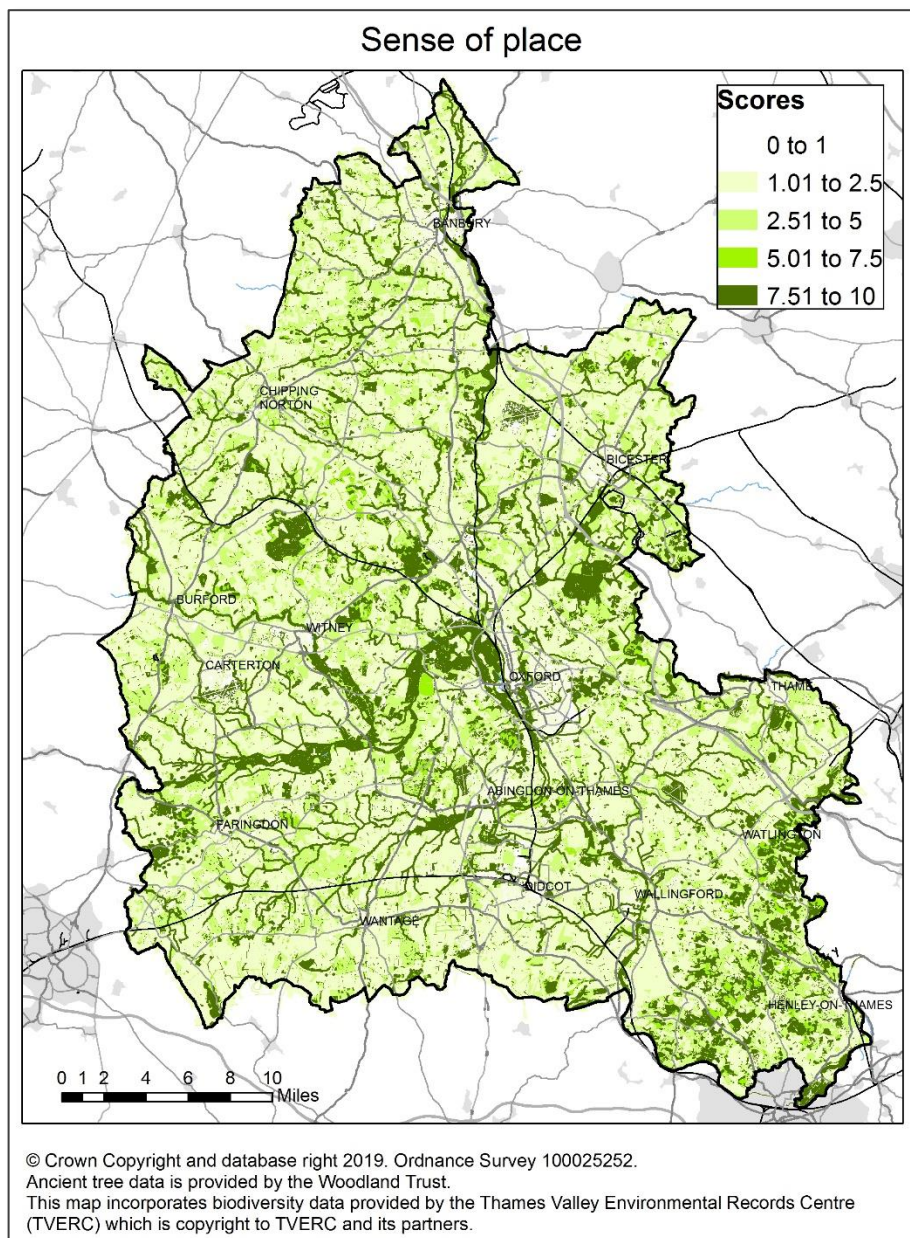 Sense of place
Scores
0 to 1
1.01 to 2.5
2.51 to 5
5.01 to 7.5
7.51 to 10
BANBURY
CHIPPING
NORTON
BICESTER
BURFORD
WITNEY
CARTERTON
OXFORD
THAME
ABINGDON-ON-THAMES
FARINGDON
WATLINGTON
DIDCOT
WALLINGFORD
WANTAGE
HENLEY-ON-THAMES
0 1 2 4 6 8 10
Miles
© Crown Copyright and database right 2019. Ordnance Survey 100025252.
Ancient tree data is provided by the Woodland Trust.
This map incorporates biodiversity data provided by the Thames Valley Environmental Records Centre
(TVERC) which is copyright to TVERC and its partners.